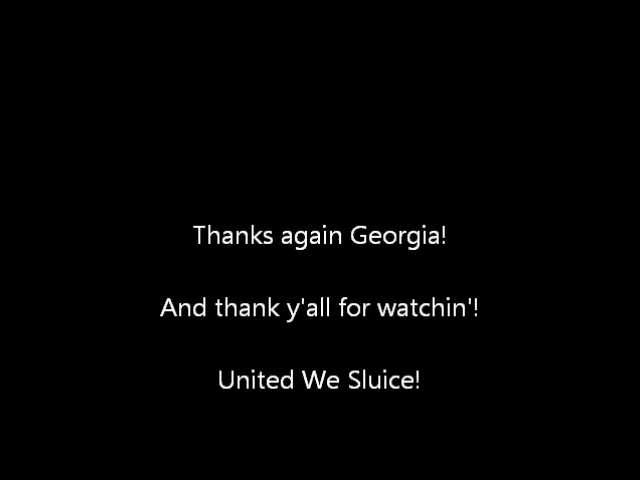 Thanks again Georgia!
And thank y'all for watchin'!
United We Sluice!